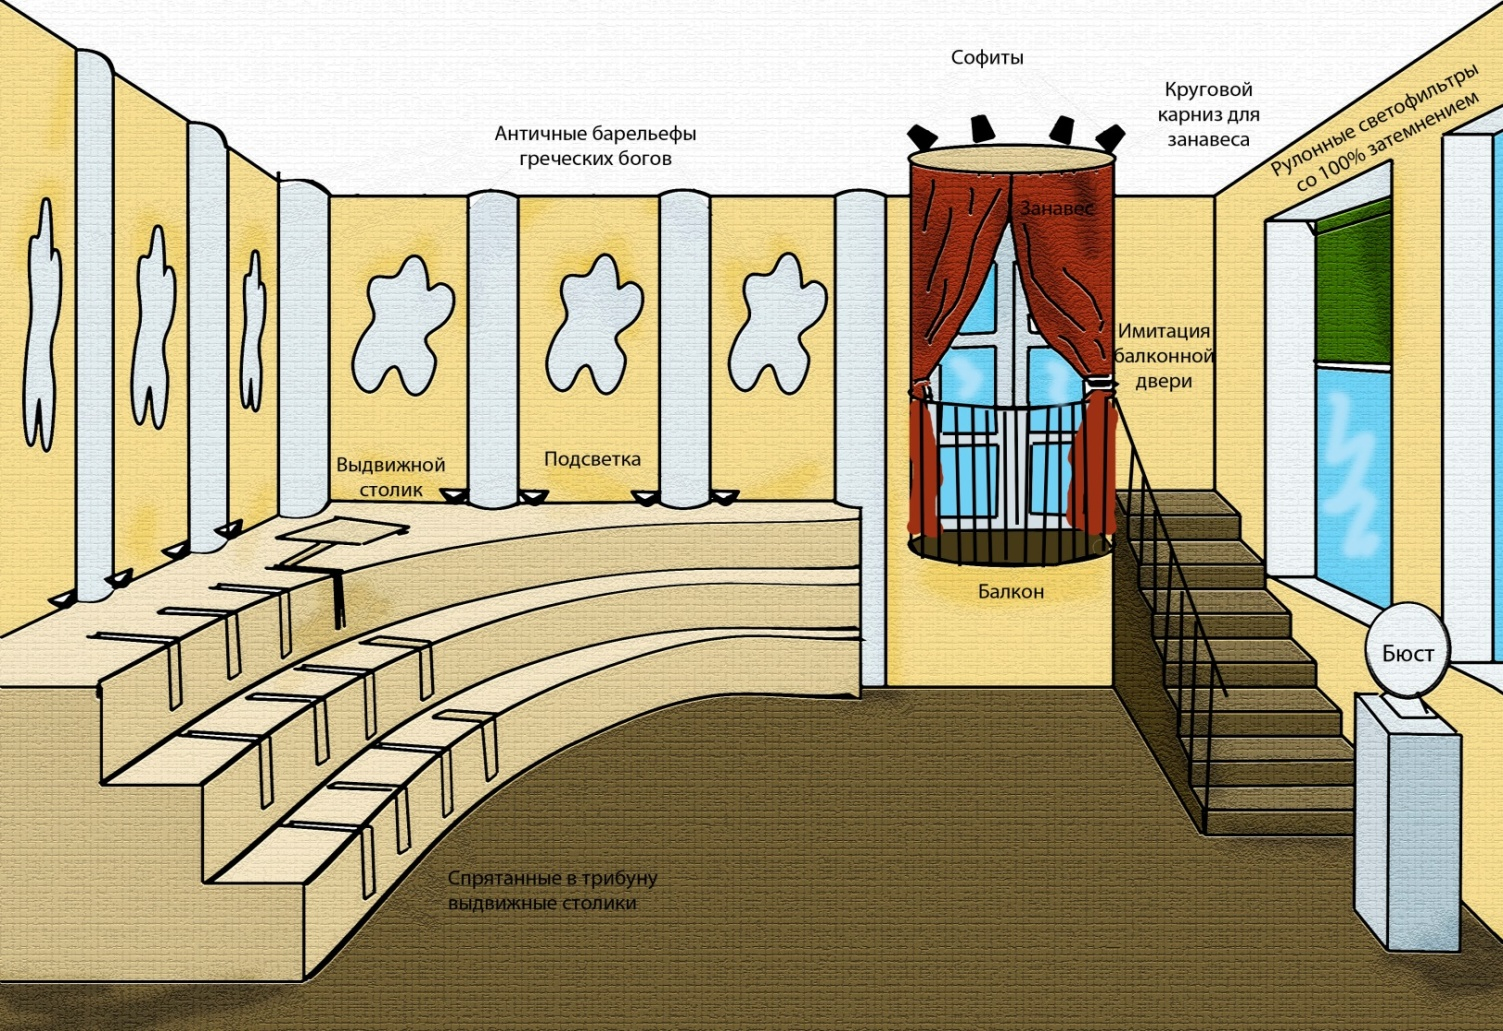 Софиты
Круговой
карниз для
занавеса
Рулонные светофильтры
со 100% затемнением
Античные барельефы
греческих богов
Занавес
Имитация
балконной
двери
Выдвижной
столик
Подсветка
Балкон
Бюст
Спрятанные в трибуну
выдвижные столики